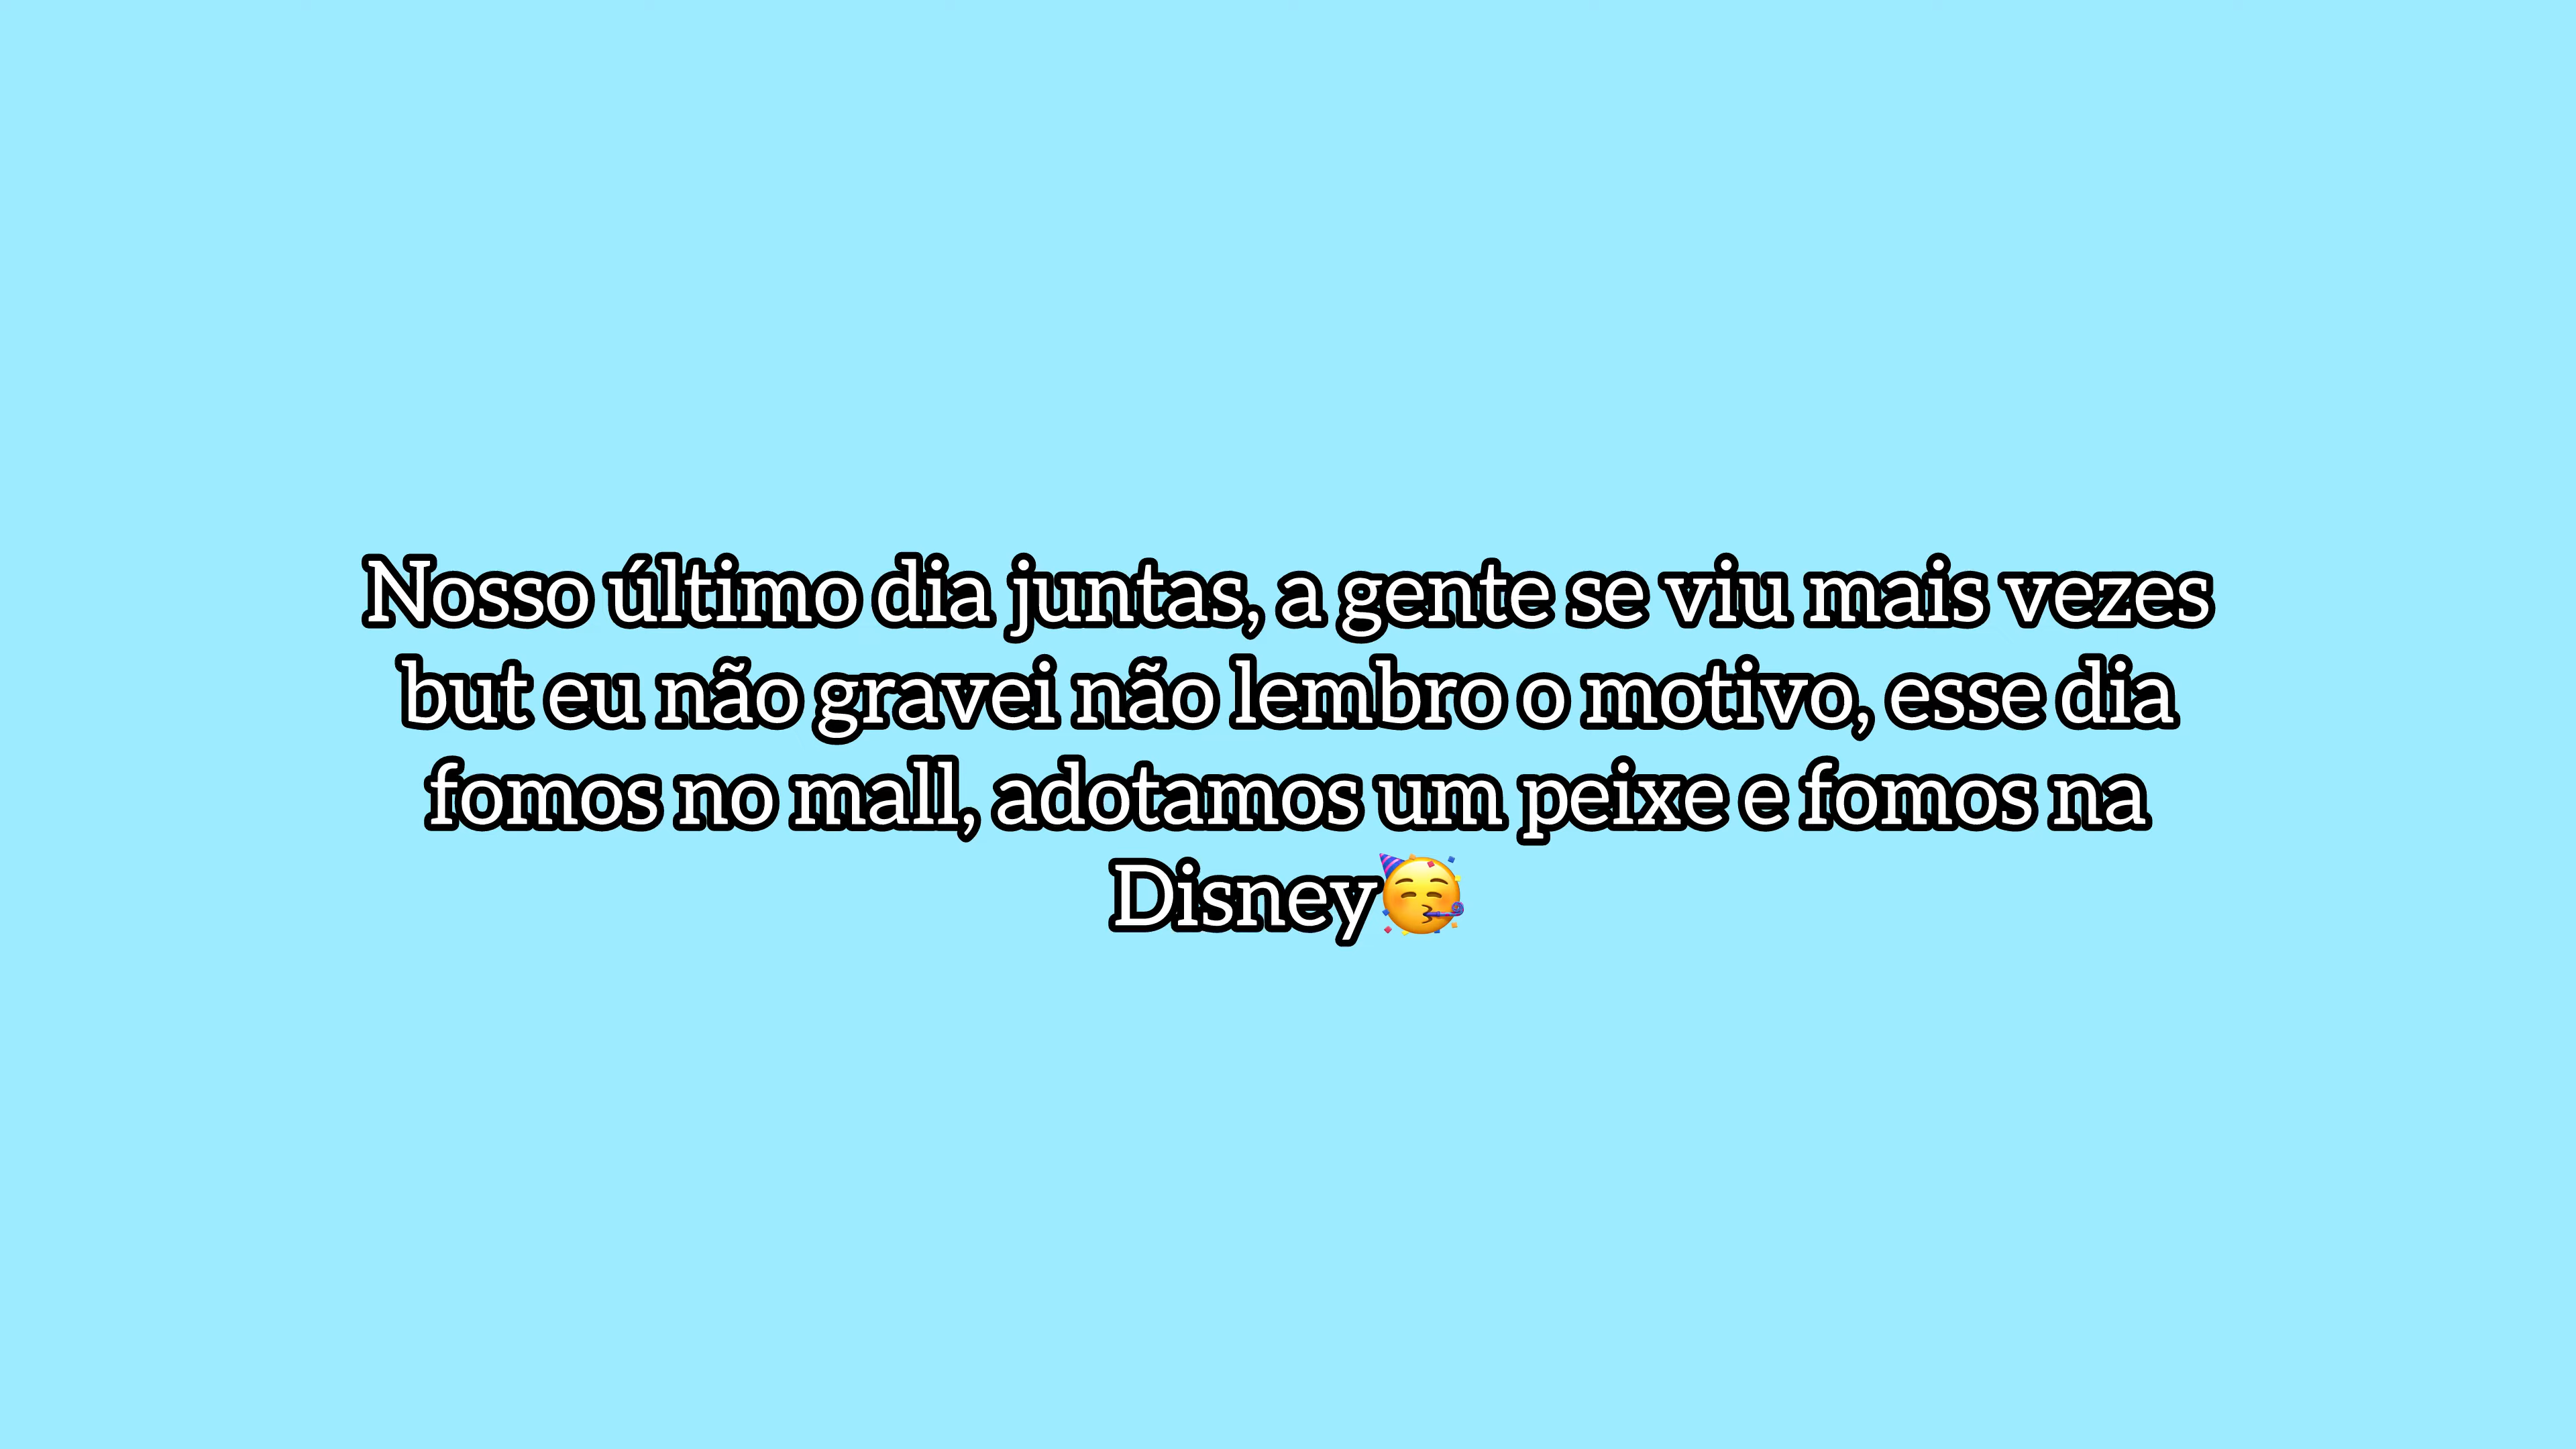 Nosso último dia juntas, a gente se viu mais vezes
but eu não gravei não lembro o motivo, esse dia
fomos no mall, adotamos um peixe e fomos na
Disney🥳